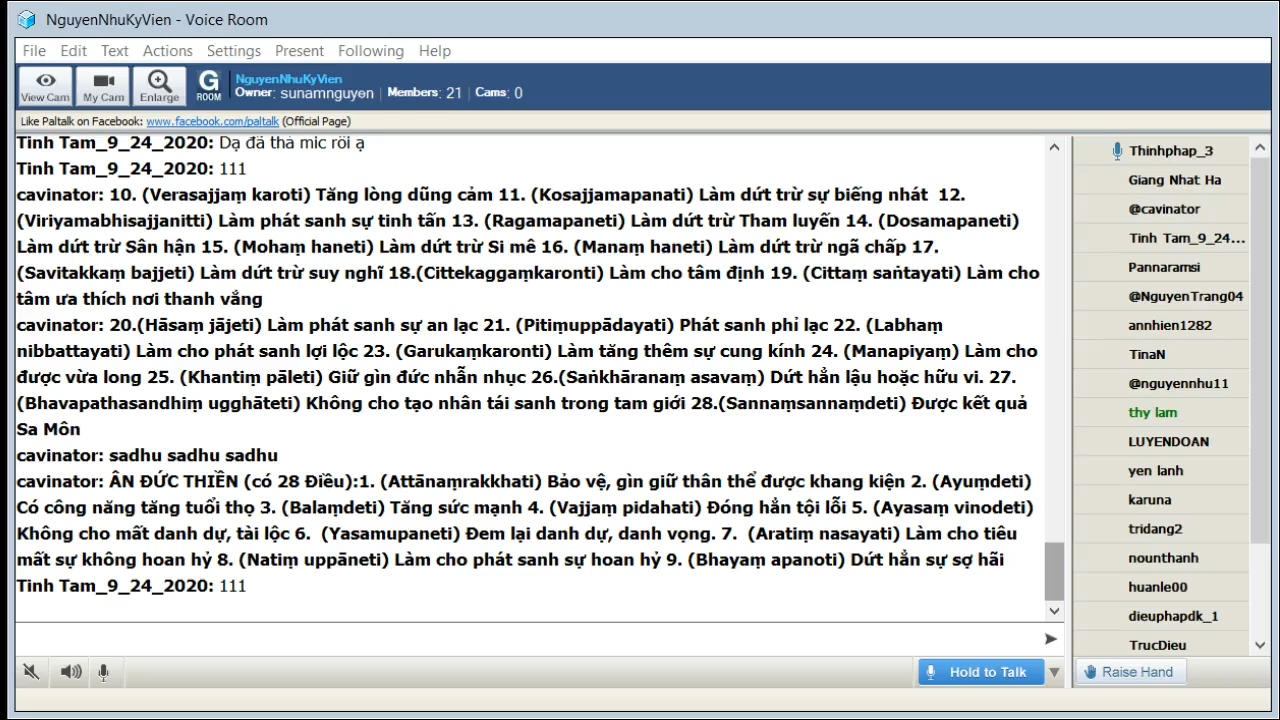 NguyenNhuKyVien - Voice Room
File Edit Text Actions Settings Present Following Help
View Cam My Cam Enlarge G ROOM
NguyenNhuKyVien
Owner: sunamnguyen | Members: 21 | Cams: 0
Like Paltalk on Facebook: www.facebook.com/paltalk (Official Page)
Tinh Tam_9_24_2020: Dạ đã thả mic rồi ạ
Tinh Tam_9_24_2020: 111
cavinator: 10. (Verasajjaṃ karoti) Tăng lòng dũng cảm 11. (Kosajjamapanati) Làm dứt trừ sự biếng nhát 12.
(Viriyamabhisajjanitti) Làm phát sanh sự tinh tấn 13. (Ragamapaneti) Làm dứt trừ Tham luyến 14. (Dosamapaneti)
Làm dứt trừ Sân hận 15. (Mohaṃ haneti) Làm dứt trừ Si mê 16. (Manaṃ haneti) Làm dứt trừ ngã chấp 17.
(Savitakkaṃ bajjeti) Làm dứt trừ suy nghĩ 18.(Cittekaggaṃkaronti) Làm cho tâm định 19. (Cittaṃ saṅtayati) Làm cho
tâm ưa thích nơi thanh vắng
cavinator: 20.(Hāsaṃ jājeti) Làm phát sanh sự an lạc 21. (Pitiṃuppādayati) Phát sanh phỉ lạc 22. (Labhaṃ
nibbattayati) Làm cho phát sanh lợi lộc 23. (Garukaṃkaronti) Làm tăng thêm sự cung kính 24. (Manapiyaṃ) Làm cho
được vừa long 25. (Khantiṃ pāleti) Giữ gìn đức nhẫn nhục 26.(Saṅkhāranaṃ asavaṃ) Dứt hẳn lậu hoặc hữu vi. 27.
(Bhavapathasandhiṃ ugghāteti) Không cho tạo nhân tái sanh trong tam giới 28.(Sannaṃsannaṃdeti) Được kết quả
Sa Môn
cavinator: sadhu sadhu sadhu
cavinator: ÂN ĐỨC THIỀN (có 28 Điều):1. (Attānaṃrakkhati) Bảo vệ, gìn giữ thân thể được khang kiện 2. (Ayuṃdeti)
Có công năng tăng tuổi thọ 3. (Balaṃdeti) Tăng sức mạnh 4. (Vajjaṃ pidahati) Đóng hẳn tội lỗi 5. (Ayasaṃ vinodeti)
Không cho mất danh dự, tài lộc 6. (Yasamupaneti) Đem lại danh dự, danh vọng. 7. (Aratiṃ nasayati) Làm cho tiêu
mất sự không hoan hỷ 8. (Natiṃ uppāneti) Làm cho phát sanh sự hoan hỷ 9. (Bhayaṃ apanoti) Dứt hẳn sự sợ hãi
Tinh Tam_9_24_2020: 111
Thinhphap_3
Giang Nhat Ha
@cavinator
Tinh Tam_9_24...
Pannaramsi
@NguyenTrang04
annhien1282
TinaN
@nguyennhu11
thy lam
LUYENDOAN
yen lanh
karuna
tridang2
nounthanh
huanle00
dieuphapdk_1
TrucDieu
Hold to Talk
Raise Hand